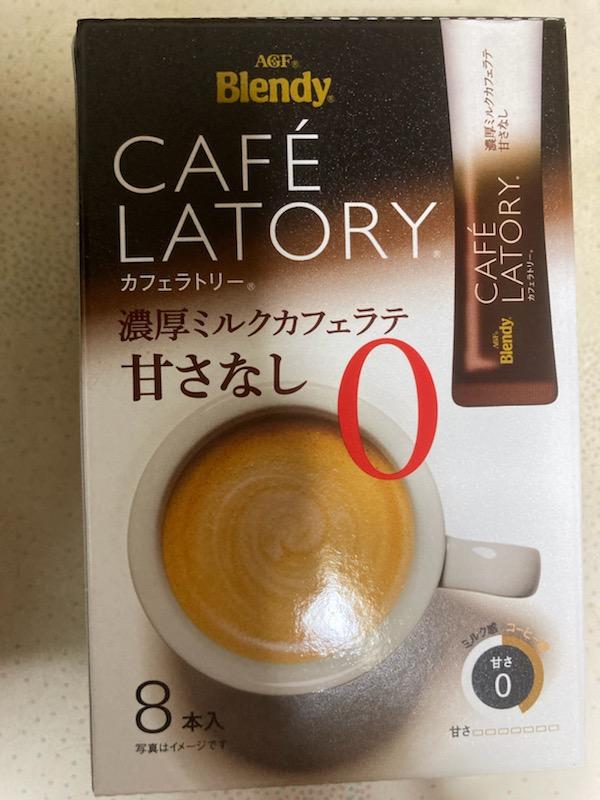 AGF®
Blendy®
CAFÉ
LATORY®
カフェラトリー®
濃厚ミルクカフェラテ
甘さなし
0
濃厚ミルクカフェラテ
甘さなし
CAFÉ
LATORY®
カフェラトリー®
AGF®
Blendy®
ミルク感 コーヒー感
甘さ
0
甘さ
8本入
写真はイメージです